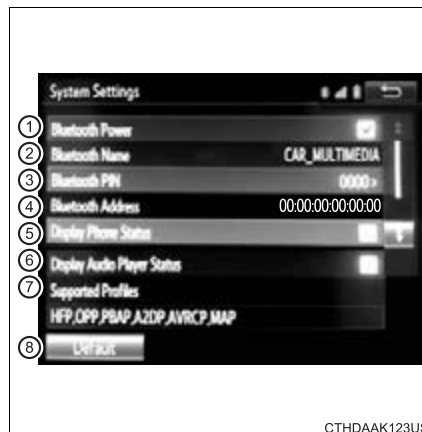 System Settings
1 Bluetooth Power
2 Bluetooth Name CAR_MULTIMEDIA
3 Bluetooth PIN 0000 >
4 Bluetooth Address 00:00:00:00:00:00
5 Display Phone Status
6 Display Audio Player Status
7 Supported Profiles
HFP,OPP,PBAP,A2DP,AVRCP,MAP
8 Default
CTHDAAK123US